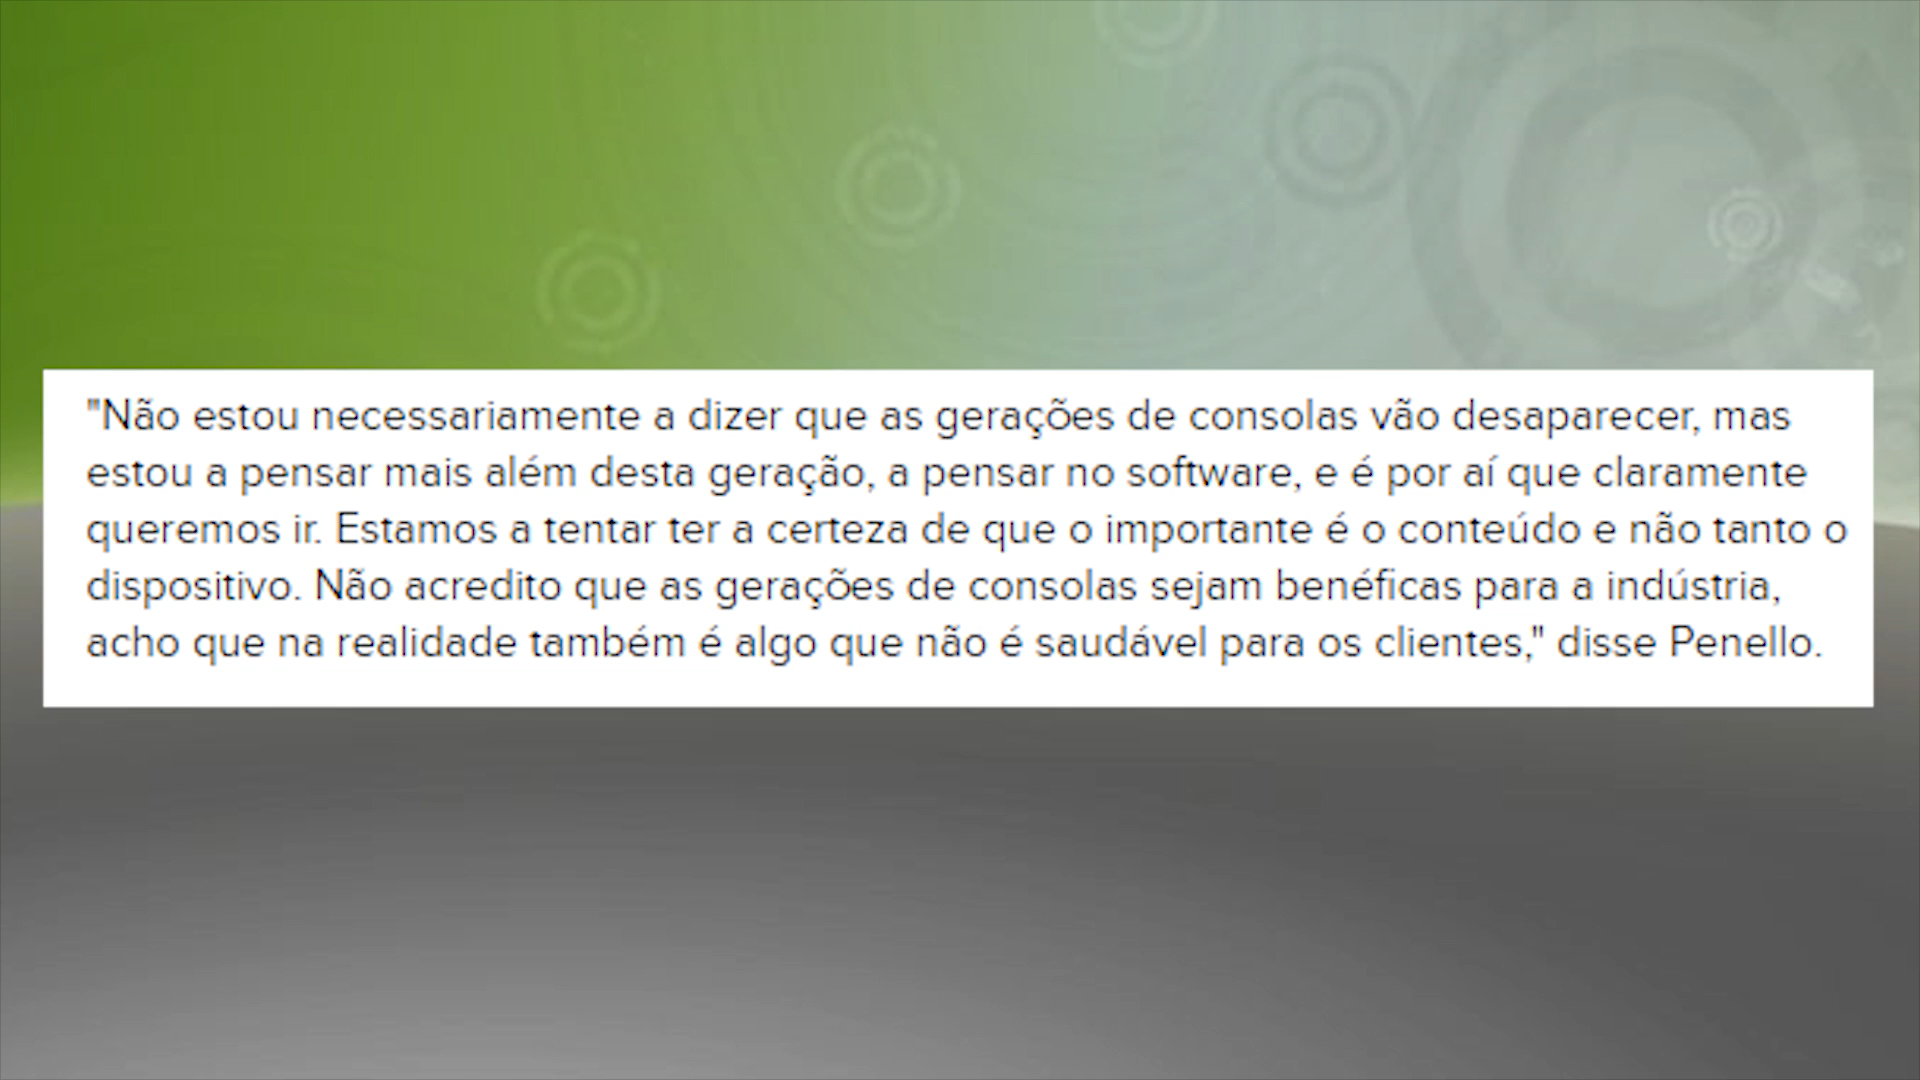 "Não estou necessariamente a dizer que as gerações de consolas vão desaparecer, mas
estou a pensar mais além desta geração, a pensar no software, e é por aí que claramente
queremos ir. Estamos a tentar ter a certeza de que o importante é o conteúdo e não tanto o
dispositivo. Não acredito que as gerações de consolas sejam benéficas para a indústria,
acho que na realidade também é algo que não é saudável para os clientes," disse Penello.